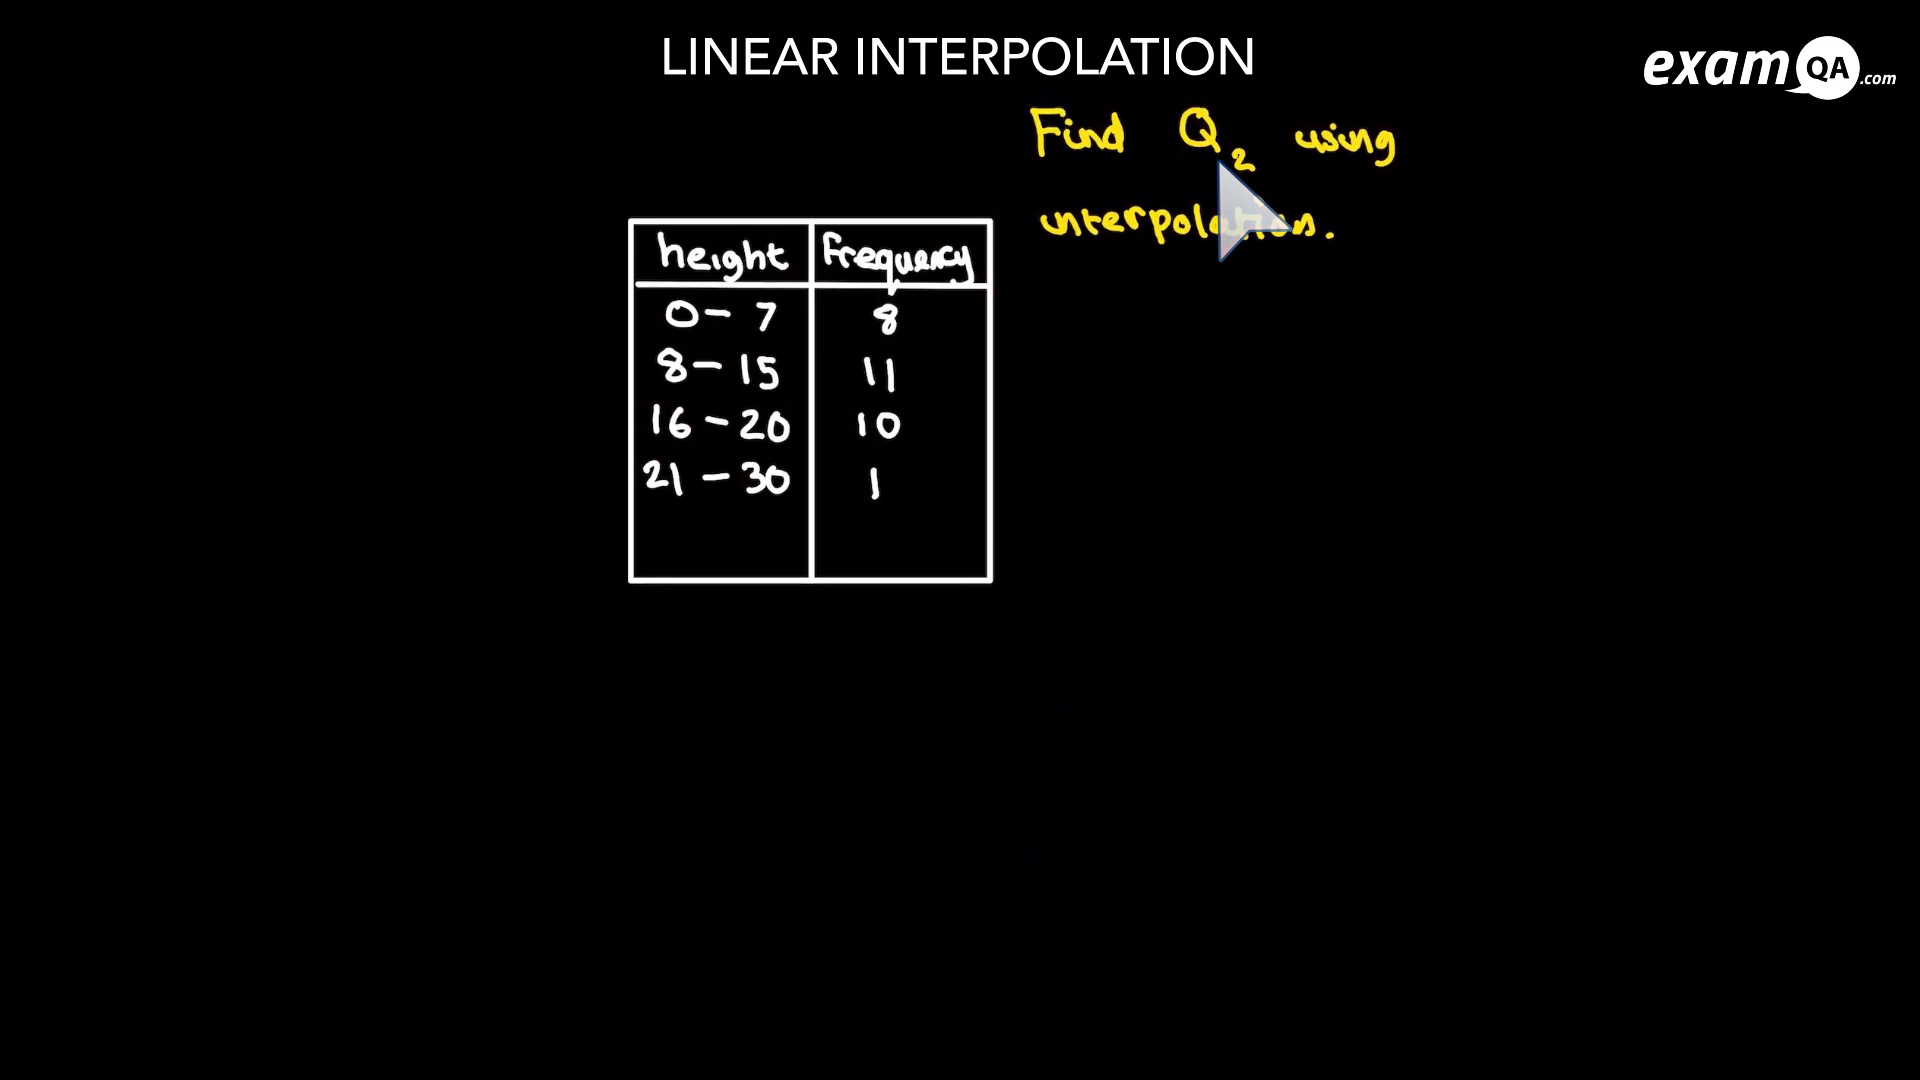 LINEAR INTERPOLATION
examQA.com
Find Q2 using
interpolation.
height Frequency
0 - 7 8
8 - 15 11
16 - 20 10
21 - 30 1